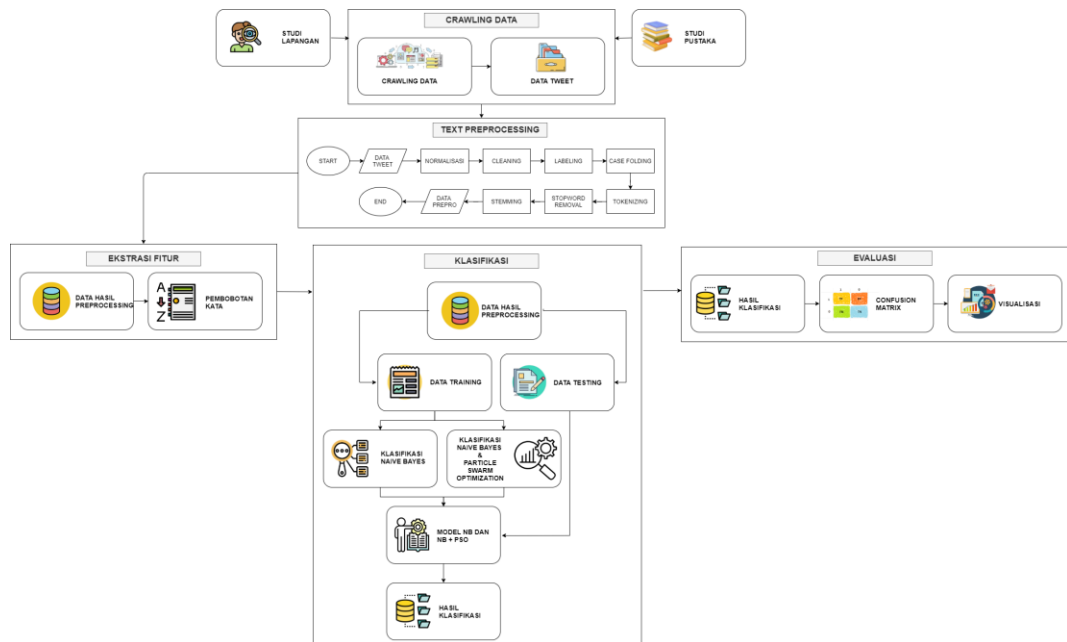 CRAWLING DATA
STUDI
LAPANGAN
CRAWLING DATA
DATA TWEET
STUDI
PUSTAKA
TEXT PREPROCESSING
START
DATA
TWEET
NORMALISASI
CLEANING
LABELING
CASE FOLDING
END
DATA
PREPRO
STEMMING
STOPWORD
REMOVAL
TOKENIZING
EKSTRASI FITUR
DATA HASIL
PREPROCESSING
A
Z
PEMBOBOTAN
KATA
KLASIFIKASI
DATA HASIL
PREPROCESSING
DATA TRAINING
DATA TESTING
KLASIFIKASI
NAIVE BAYES
KLASIFIKASI
NAIVE BAYES
&
PARTICLE
SWARM
OPTIMIZATION
MODEL NB DAN
NB + PSO
HASIL
KLASIFIKASI
EVALUASI
HASIL
KLASIFIKASI
CONFUSION
MATRIX
VISUALISASI